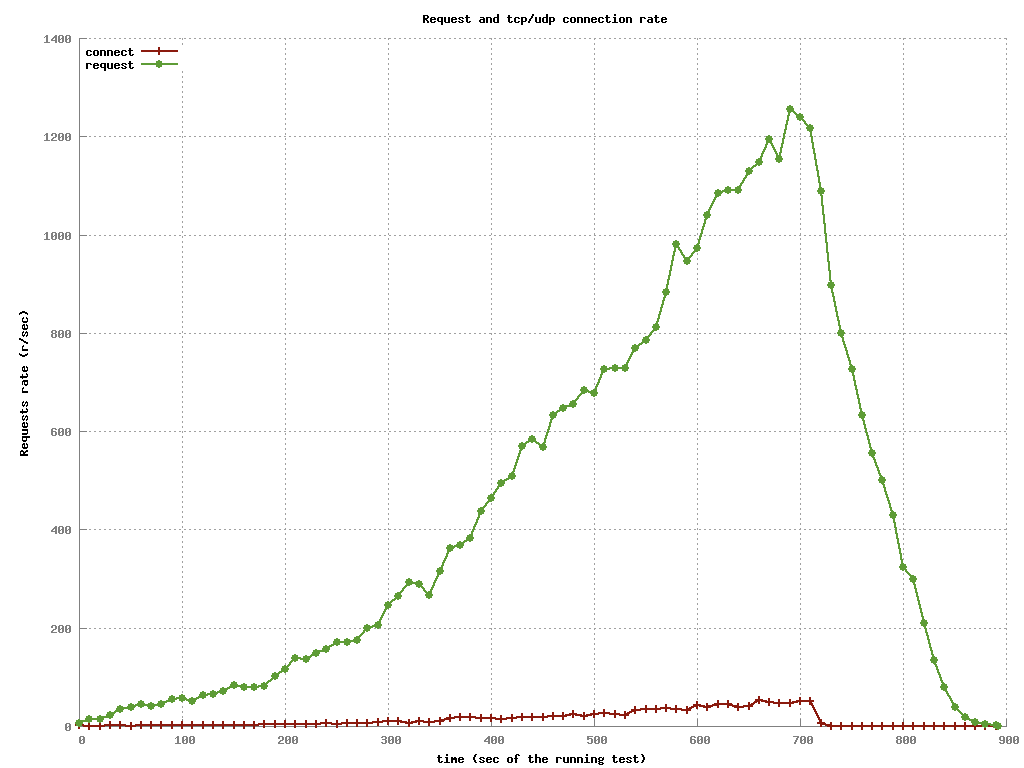 Request and tcp/udp connection rate
connect
request
1400
1200
1000
800
600
400
200
0
Requests rate (r/sec)
0 100 200 300 400 500 600 700 800 900
time (sec of the running test)